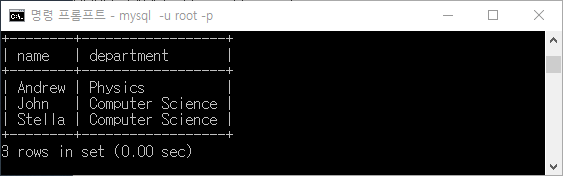 명령 프롬프트 - mysql -u root -p
+--------+------------------+
| name   | department       |
+--------+------------------+
| Andrew | Physics          |
| John   | Computer Science |
| Stella | Computer Science |
+--------+------------------+
3 rows in set (0.00 sec)